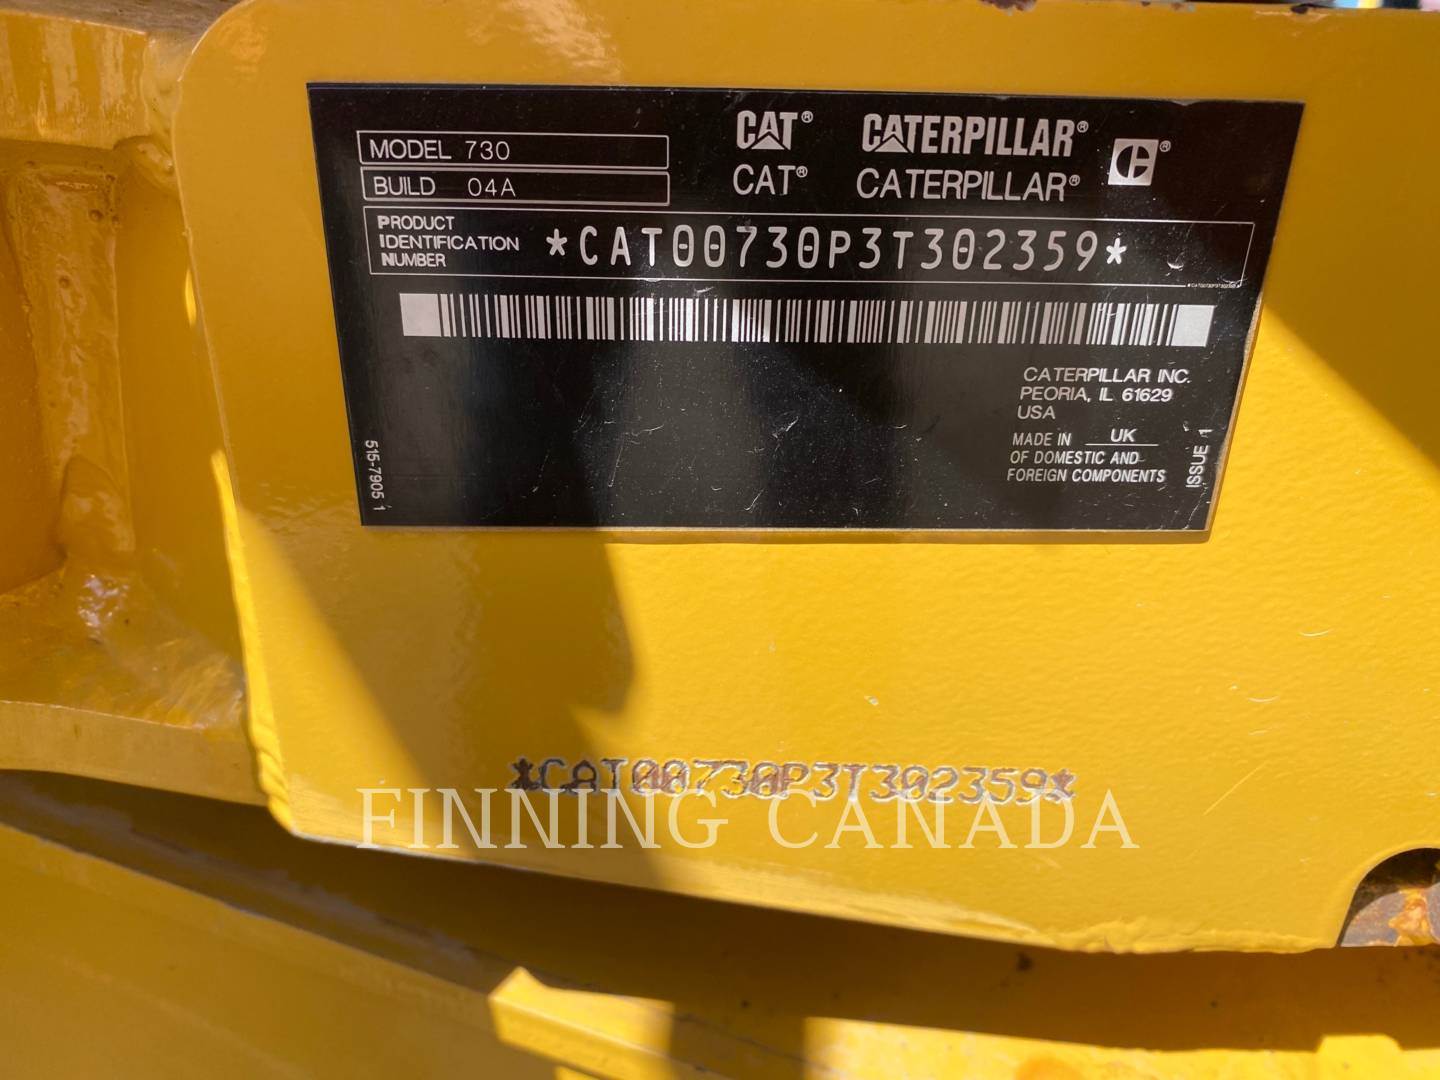 MODEL 730
BUILD 04A
CAT® CATERPILLAR® ®
CAT® CATERPILLAR®
PRODUCT IDENTIFICATION NUMBER *CAT00730P3T302359*
*CAT00730P3T302359*
CATERPILLAR INC.
PEORIA, IL 61629
USA
MADE IN UK
OF DOMESTIC AND
FOREIGN COMPONENTS
515-7905 1
ISSUE 1
*CAT00730P3T302359*
FINNING CANADA